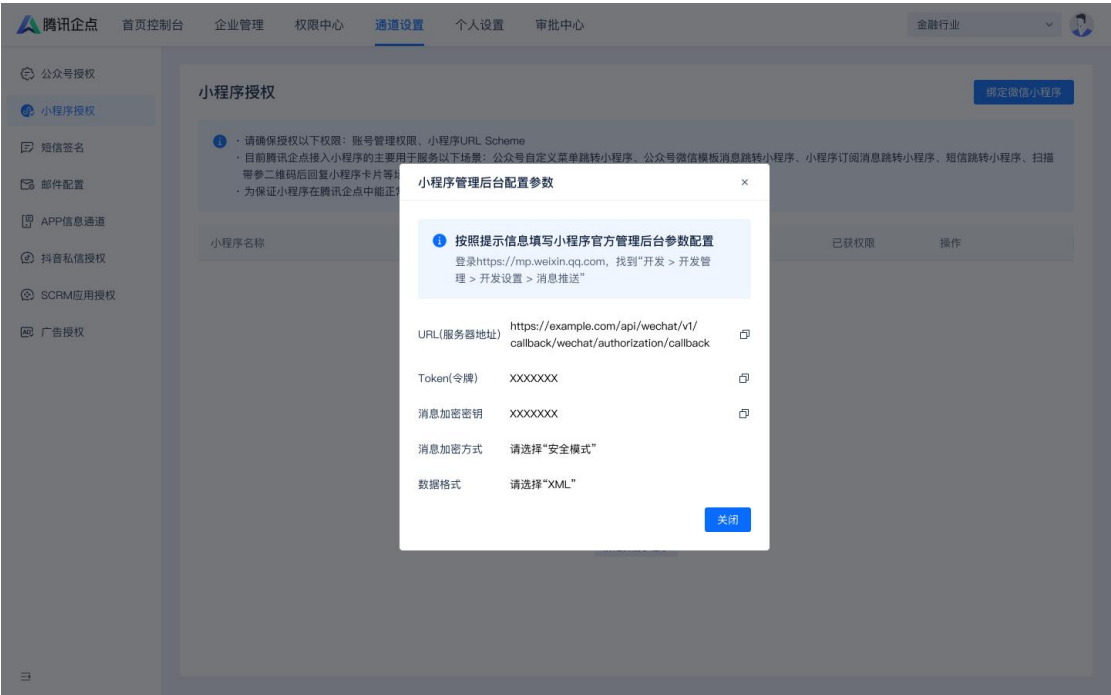 腾讯企点 首页控制台 企业管理 权限中心 通道设置 个人设置 审批中心 金融行业
公众号授权
小程序授权
短信签名
邮件配置
APP信息通道
抖音私信授权
SCRM应用授权
广告授权
小程序授权
绑定微信小程序
· 请确保授权以下权限：账号管理权限、小程序URL Scheme
· 目前腾讯企点接入小程序的主要用于服务以下场景：公众号自定义菜单跳转小程序、公众号微信模板消息跳转小程序、小程序订阅消息跳转小程序、短信跳转小程序、扫描
带参二维码后回复小程序卡片等
· 为保证小程序在腾讯企点中能正
小程序名称 已获权限 操作
小程序管理后台配置参数 ×
按照提示信息填写小程序官方管理后台参数配置
登录https://mp.weixin.qq.com，找到“开发 > 开发管
理 > 开发设置 > 消息推送”
URL(服务器地址) https://example.com/api/wechat/v1/
callback/wechat/authorization/callback
Token(令牌) XXXXXXX
消息加密密钥 XXXXXXX
消息加密方式 请选择“安全模式”
数据格式 请选择“XML”
关闭